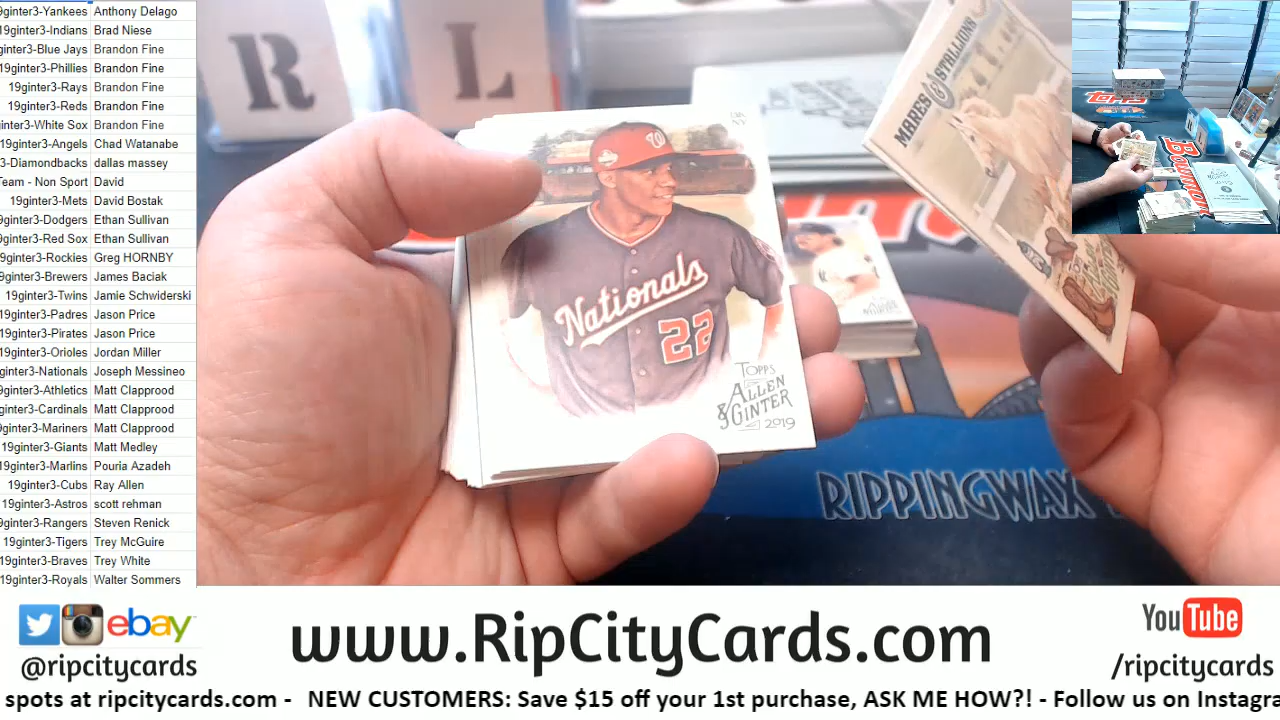 9ginter3-Yankees Anthony Delago
19ginter3-Indians Brad Niese
ginter3-Blue Jays Brandon Fine
19ginter3-Phillies Brandon Fine
19ginter3-Rays Brandon Fine
19ginter3-Reds Brandon Fine
ginter3-White Sox Brandon Fine
19ginter3-Angels Chad Watanabe
3-Diamondbacks dallas massey
Team - Non Sport David
19ginter3-Mets David Bostak
9ginter3-Dodgers Ethan Sullivan
9ginter3-Red Sox Ethan Sullivan
9ginter3-Rockies Greg HORNBY
9ginter3-Brewers James Baciak
19ginter3-Twins Jamie Schwiderski
19ginter3-Padres Jason Price
19ginter3-Pirates Jason Price
19ginter3-Orioles Jordan Miller
ginter3-Nationals Joseph Messineo
9ginter3-Athletics Matt Clapprood
ginter3-Cardinals Matt Clapprood
ginter3-Mariners Matt Clapprood
19ginter3-Giants Matt Medley
9ginter3-Marlins Pouria Azadeh
19ginter3-Cubs Ray Allen
19ginter3-Astros scott rehman
9ginter3-Rangers Steven Renick
19ginter3-Tigers Trey McGuire
19ginter3-Braves Trey White
19ginter3-Royals Walter Sommers
R L
MARES & STALLIONS
W
Nationals
22
TOPPS
ALLEN
& GINTER
2019
RIPPINGWAX
Topps
Bowman
ebay
@ripcitycards
www.RipCityCards.com
YouTube
/ripcitycards
spots at ripcitycards.com - NEW CUSTOMERS: Save $15 off your 1st purchase, ASK ME HOW?! - Follow us on Instagra